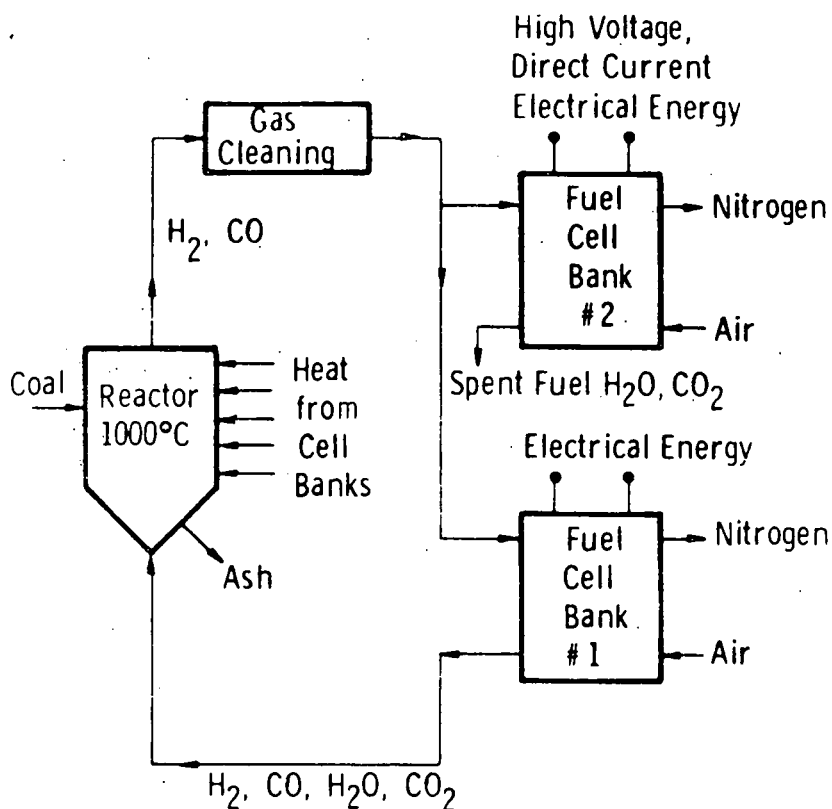 High Voltage,
Direct Current
Electrical Energy
Gas
Cleaning
Fuel
Cell
Bank
#2
Nitrogen
Air
H₂, CO
Spent Fuel H₂O, CO₂
Coal
Reactor
1000°C
Heat
from
Cell
Banks
Ash
Electrical Energy
Fuel
Cell
Bank
#1
Nitrogen
Air
H₂, CO, H₂O, CO₂